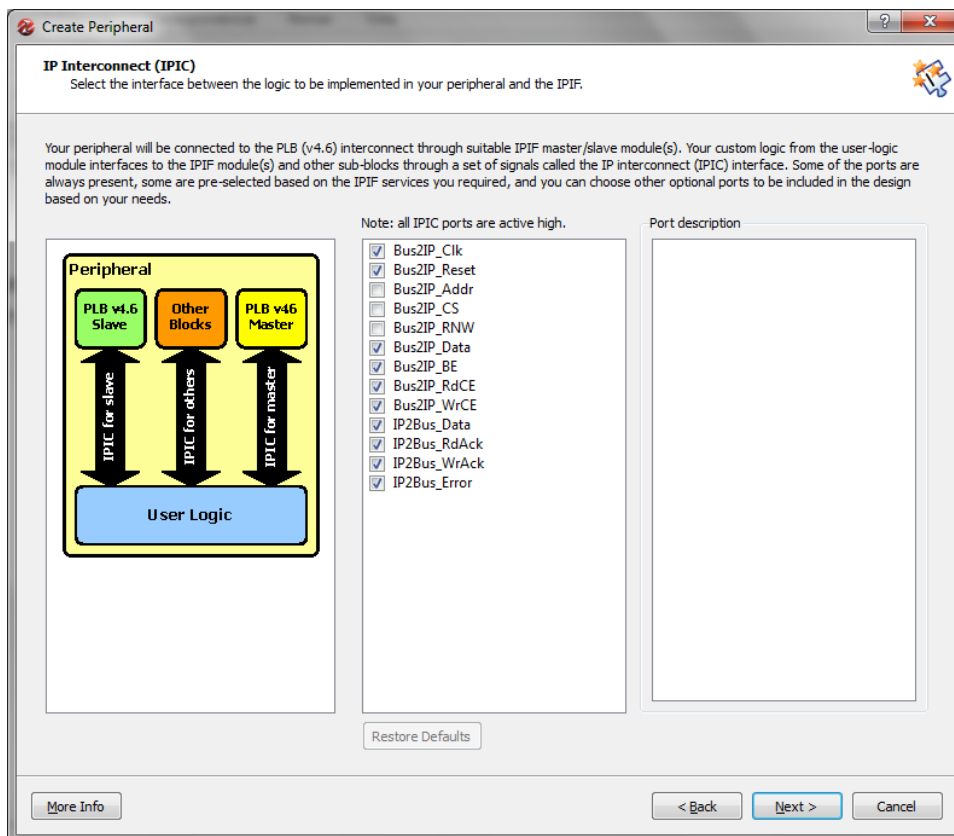 Create Peripheral
IP Interconnect (IPIC)
Select the interface between the logic to be implemented in your peripheral and the IPIF.
Your peripheral will be connected to the PLB (v4.6) interconnect through suitable IPIF master/slave module(s). Your custom logic from the user-logic
module interfaces to the IPIF module(s) and other sub-blocks through a set of signals called the IP interconnect (IPIC) interface. Some of the ports are
always present, some are pre-selected based on the IPIF services you required, and you can choose other optional ports to be included in the design
based on your needs.
Peripheral
PLB v4.6
Slave
Other
Blocks
PLB v46
Master
IPIC for slave
IPIC for others
IPIC for master
User Logic
Note: all IPIC ports are active high.
Bus2IP_Clk
Bus2IP_Reset
Bus2IP_Addr
Bus2IP_CS
Bus2IP_RNW
Bus2IP_Data
Bus2IP_BE
Bus2IP_RdCE
Bus2IP_WrCE
IP2Bus_Data
IP2Bus_RdAck
IP2Bus_WrAck
IP2Bus_Error
Port description
Restore Defaults
More Info
< Back
Next >
Cancel